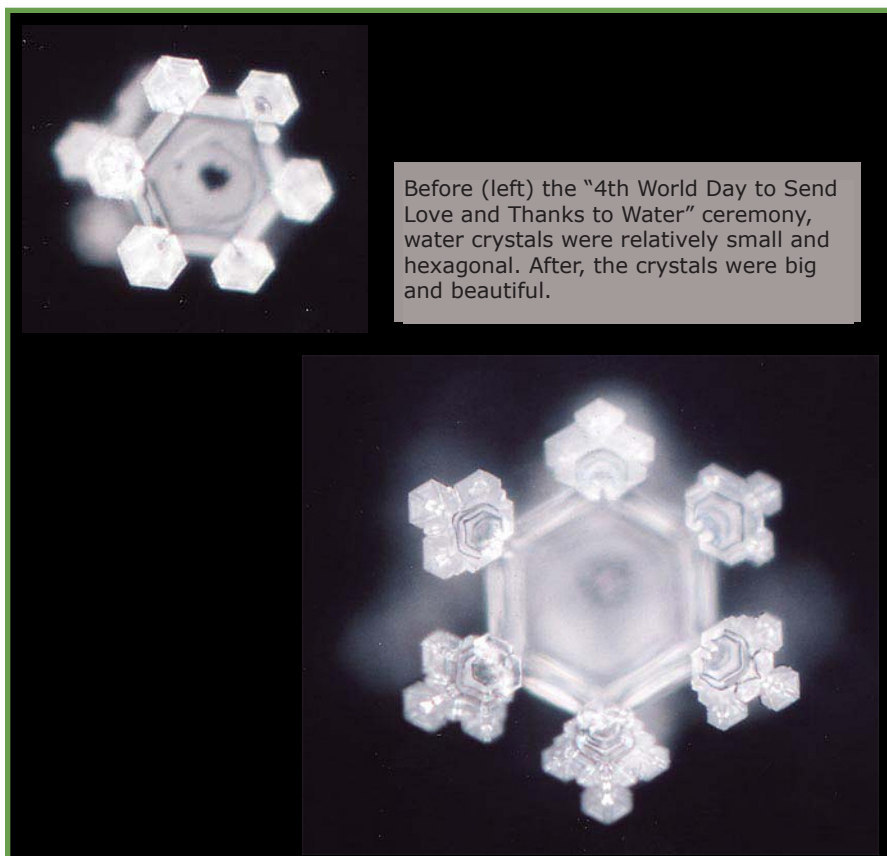 Before (left) the “4th World Day to Send
Love and Thanks to Water” ceremony,
water crystals were relatively small and
hexagonal. After, the crystals were big
and beautiful.